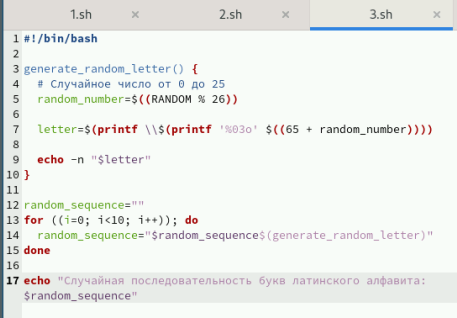 1.sh × 2.sh × 3.sh ×
1 #!/bin/bash
2
3 generate_random_letter() {
4   # Случайное число от 0 до 25
5   random_number=$((RANDOM % 26))
6
7   letter=$(printf \\$(printf '%03o' $((65 + random_number))))
8
9   echo -n "$letter"
10 }
11
12 random_sequence=""
13 for ((i=0; i<10; i++)); do
14   random_sequence="$random_sequence$(generate_random_letter)"
15 done
16
17 echo "Случайная последовательность букв латинского алфавита:
$random_sequence"